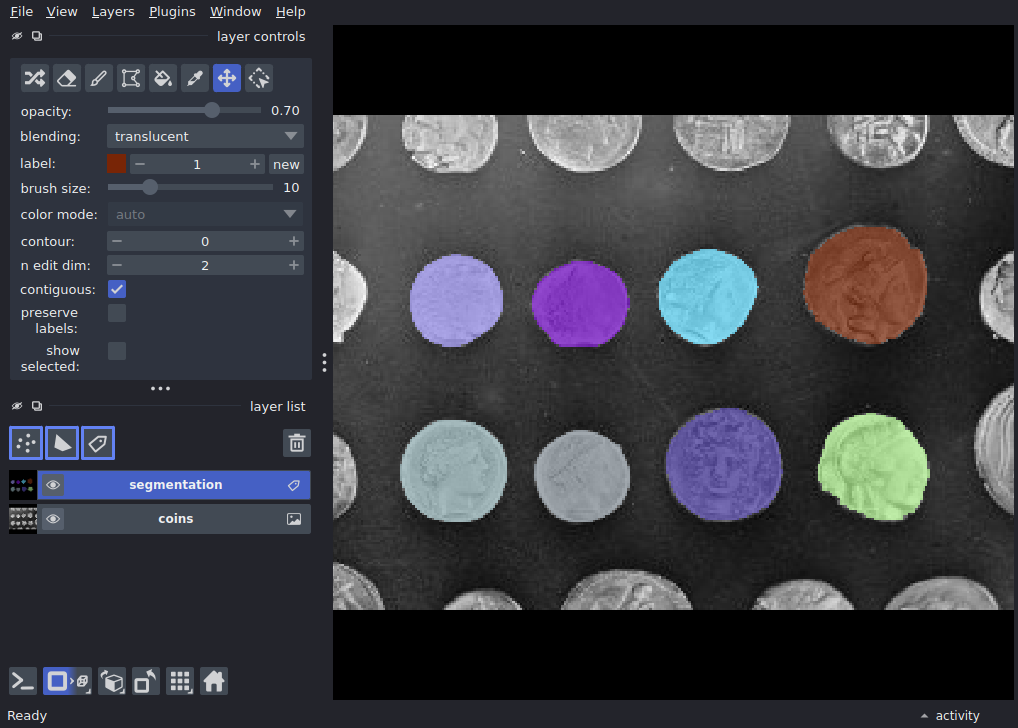 File View Layers Plugins Window Help
layer controls
opacity: 0.70
blending: translucent
label: 1 new
brush size: 10
color mode: auto
contour: 0
n edit dim: 2
contiguous:
preserve
labels:
show
selected:
layer list
segmentation
coins
Ready
activity